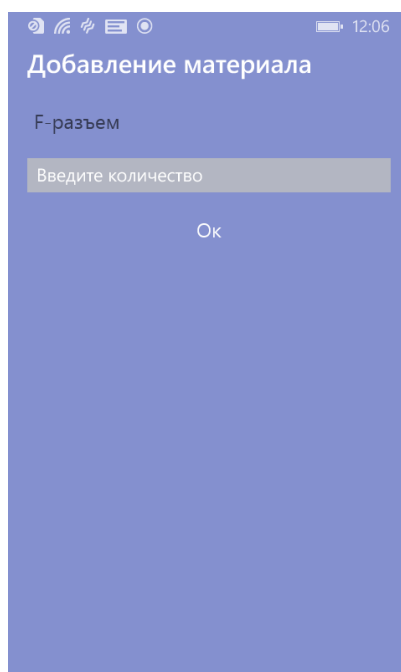 12:06
Добавление материала
F-разъем
Введите количество
Ок